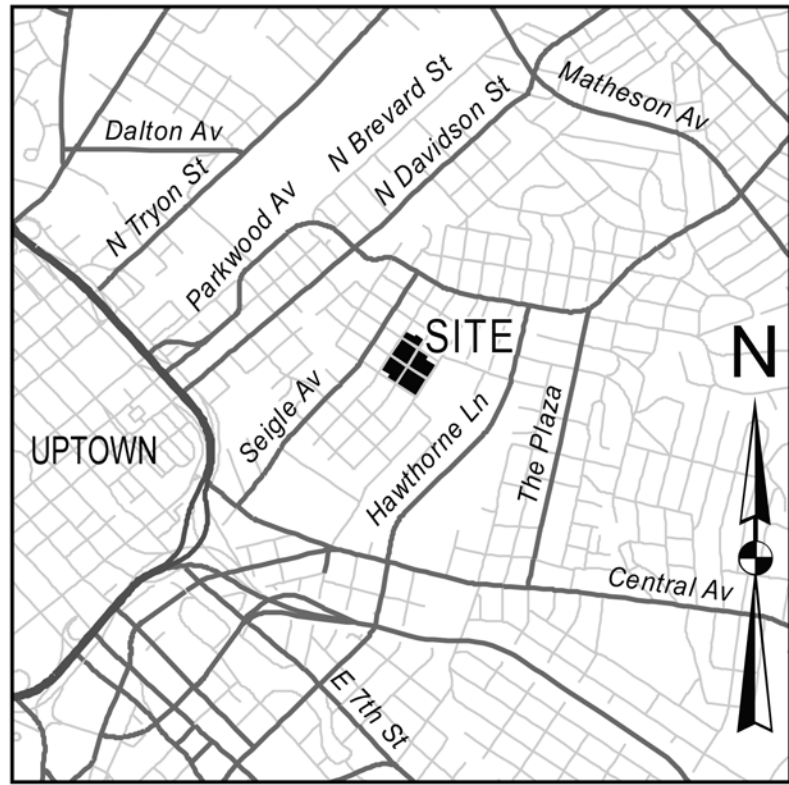 Matheson Av
N Brevard St
Dalton Av
N Davidson St
N Tryon St
Parkwood Av
SITE
N
Seigle Av
Hawthorne Ln
The Plaza
UPTOWN
Central Av
E 7th St